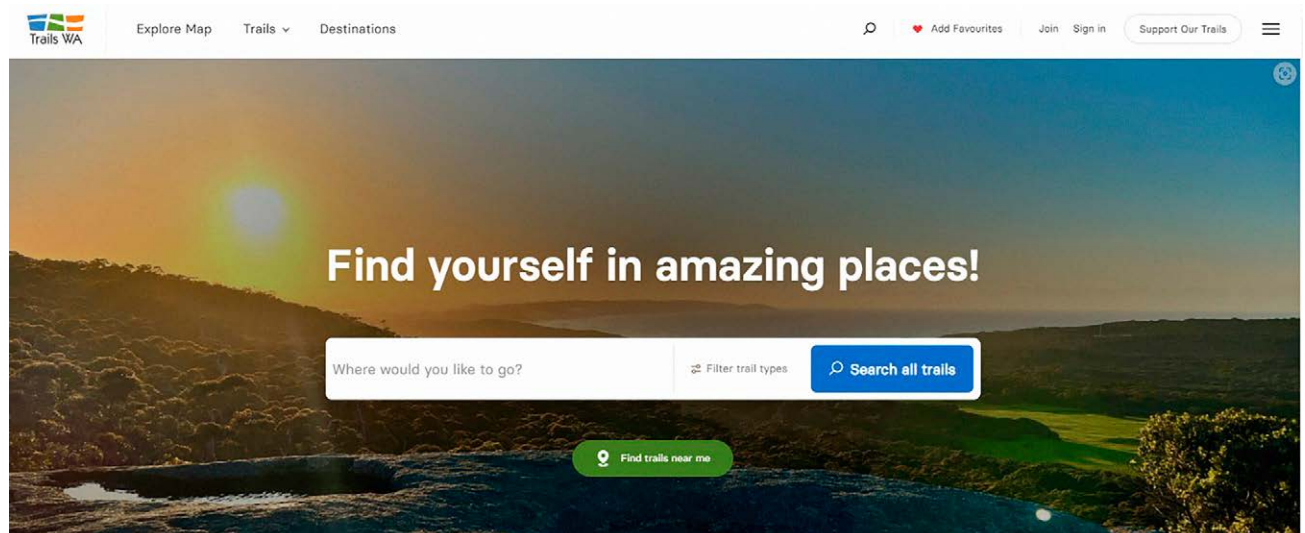 Trails WA
Explore Map
Trails
Destinations
Add Favourites
Join
Sign in
Support Our Trails
Find yourself in amazing places!
Where would you like to go?
Filter trail types
Search all trails
Find trails near me